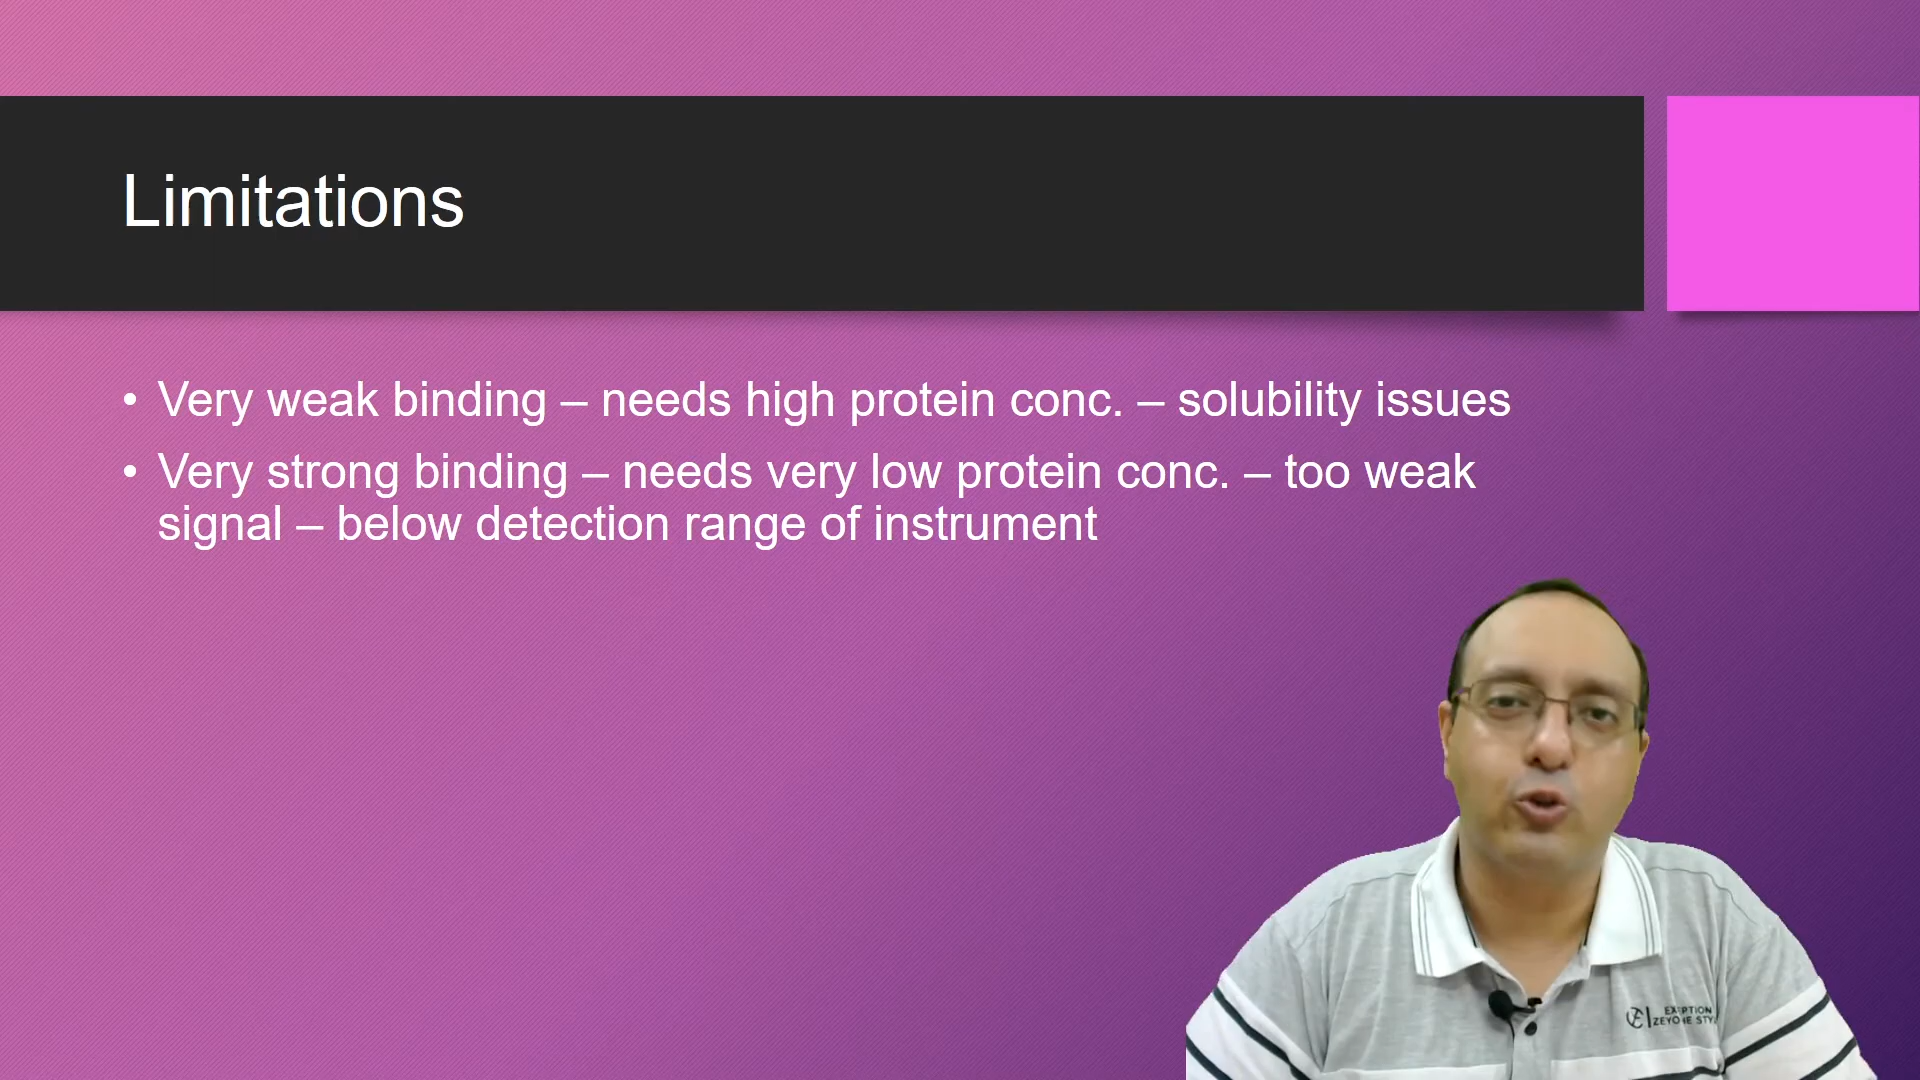 Limitations
• Very weak binding – needs high protein conc. – solubility issues
• Very strong binding – needs very low protein conc. – too weak
signal – below detection range of instrument